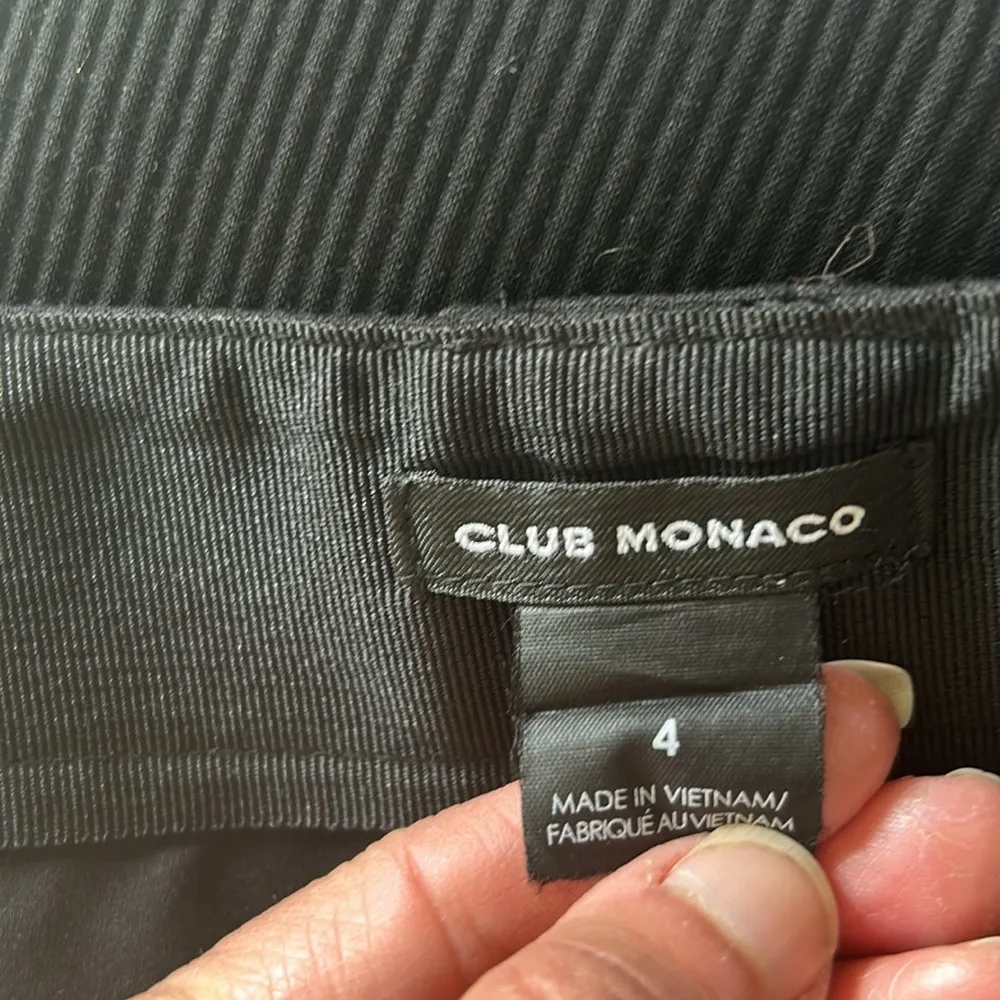 CLUB MONACO
4
MADE IN VIETNAM/
FABRIQUÉ AU VIETNAM